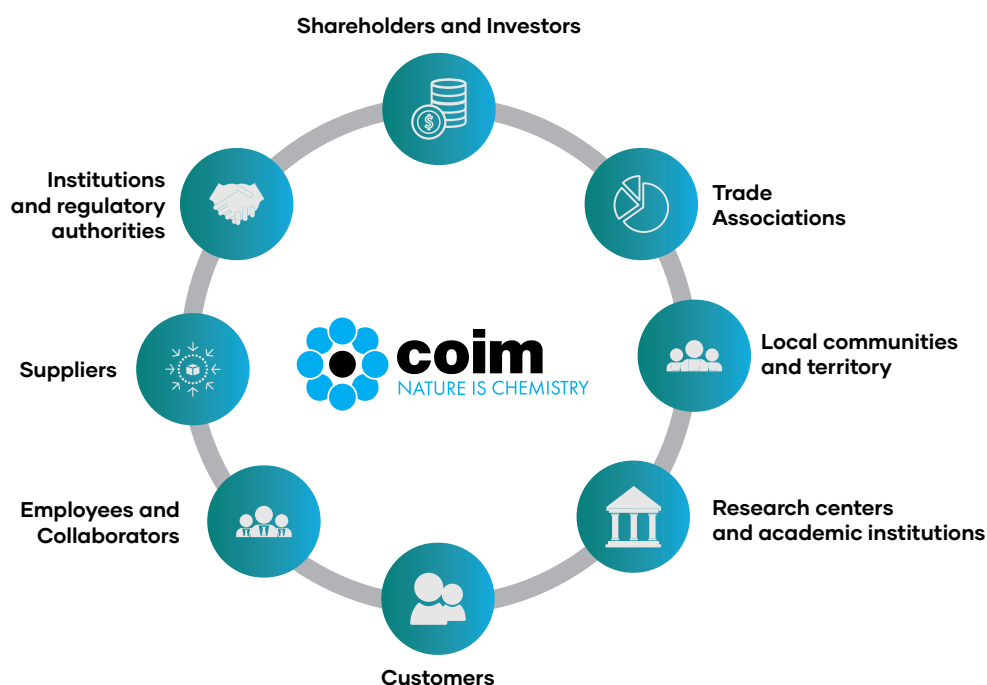 Shareholders and Investors
Institutions
and regulatory
authorities
Trade
Associations
Suppliers
coim
NATURE IS CHEMISTRY
Local communities
and territory
Employees and
Collaborators
Research centers
and academic institutions
Customers